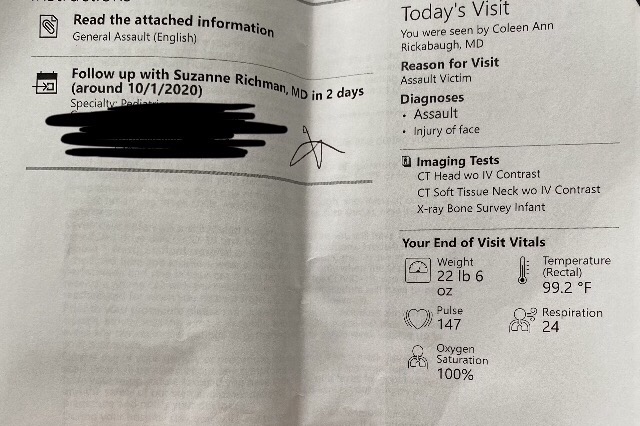 Read the attached information
General Assault (English)
Follow up with Suzanne Richman, MD in 2 days
(around 10/1/2020)
Specialty:
Today's Visit
You were seen by Coleen Ann
Rickabaugh, MD
Reason for Visit
Assault Victim
Diagnoses
• Assault
• Injury of face
Imaging Tests
CT Head wo IV Contrast
CT Soft Tissue Neck wo IV Contrast
X-ray Bone Survey Infant
Your End of Visit Vitals
Weight
22 lb 6
oz
Temperature
(Rectal)
99.2 °F
Pulse
147
Respiration
24
Oxygen
Saturation
100%